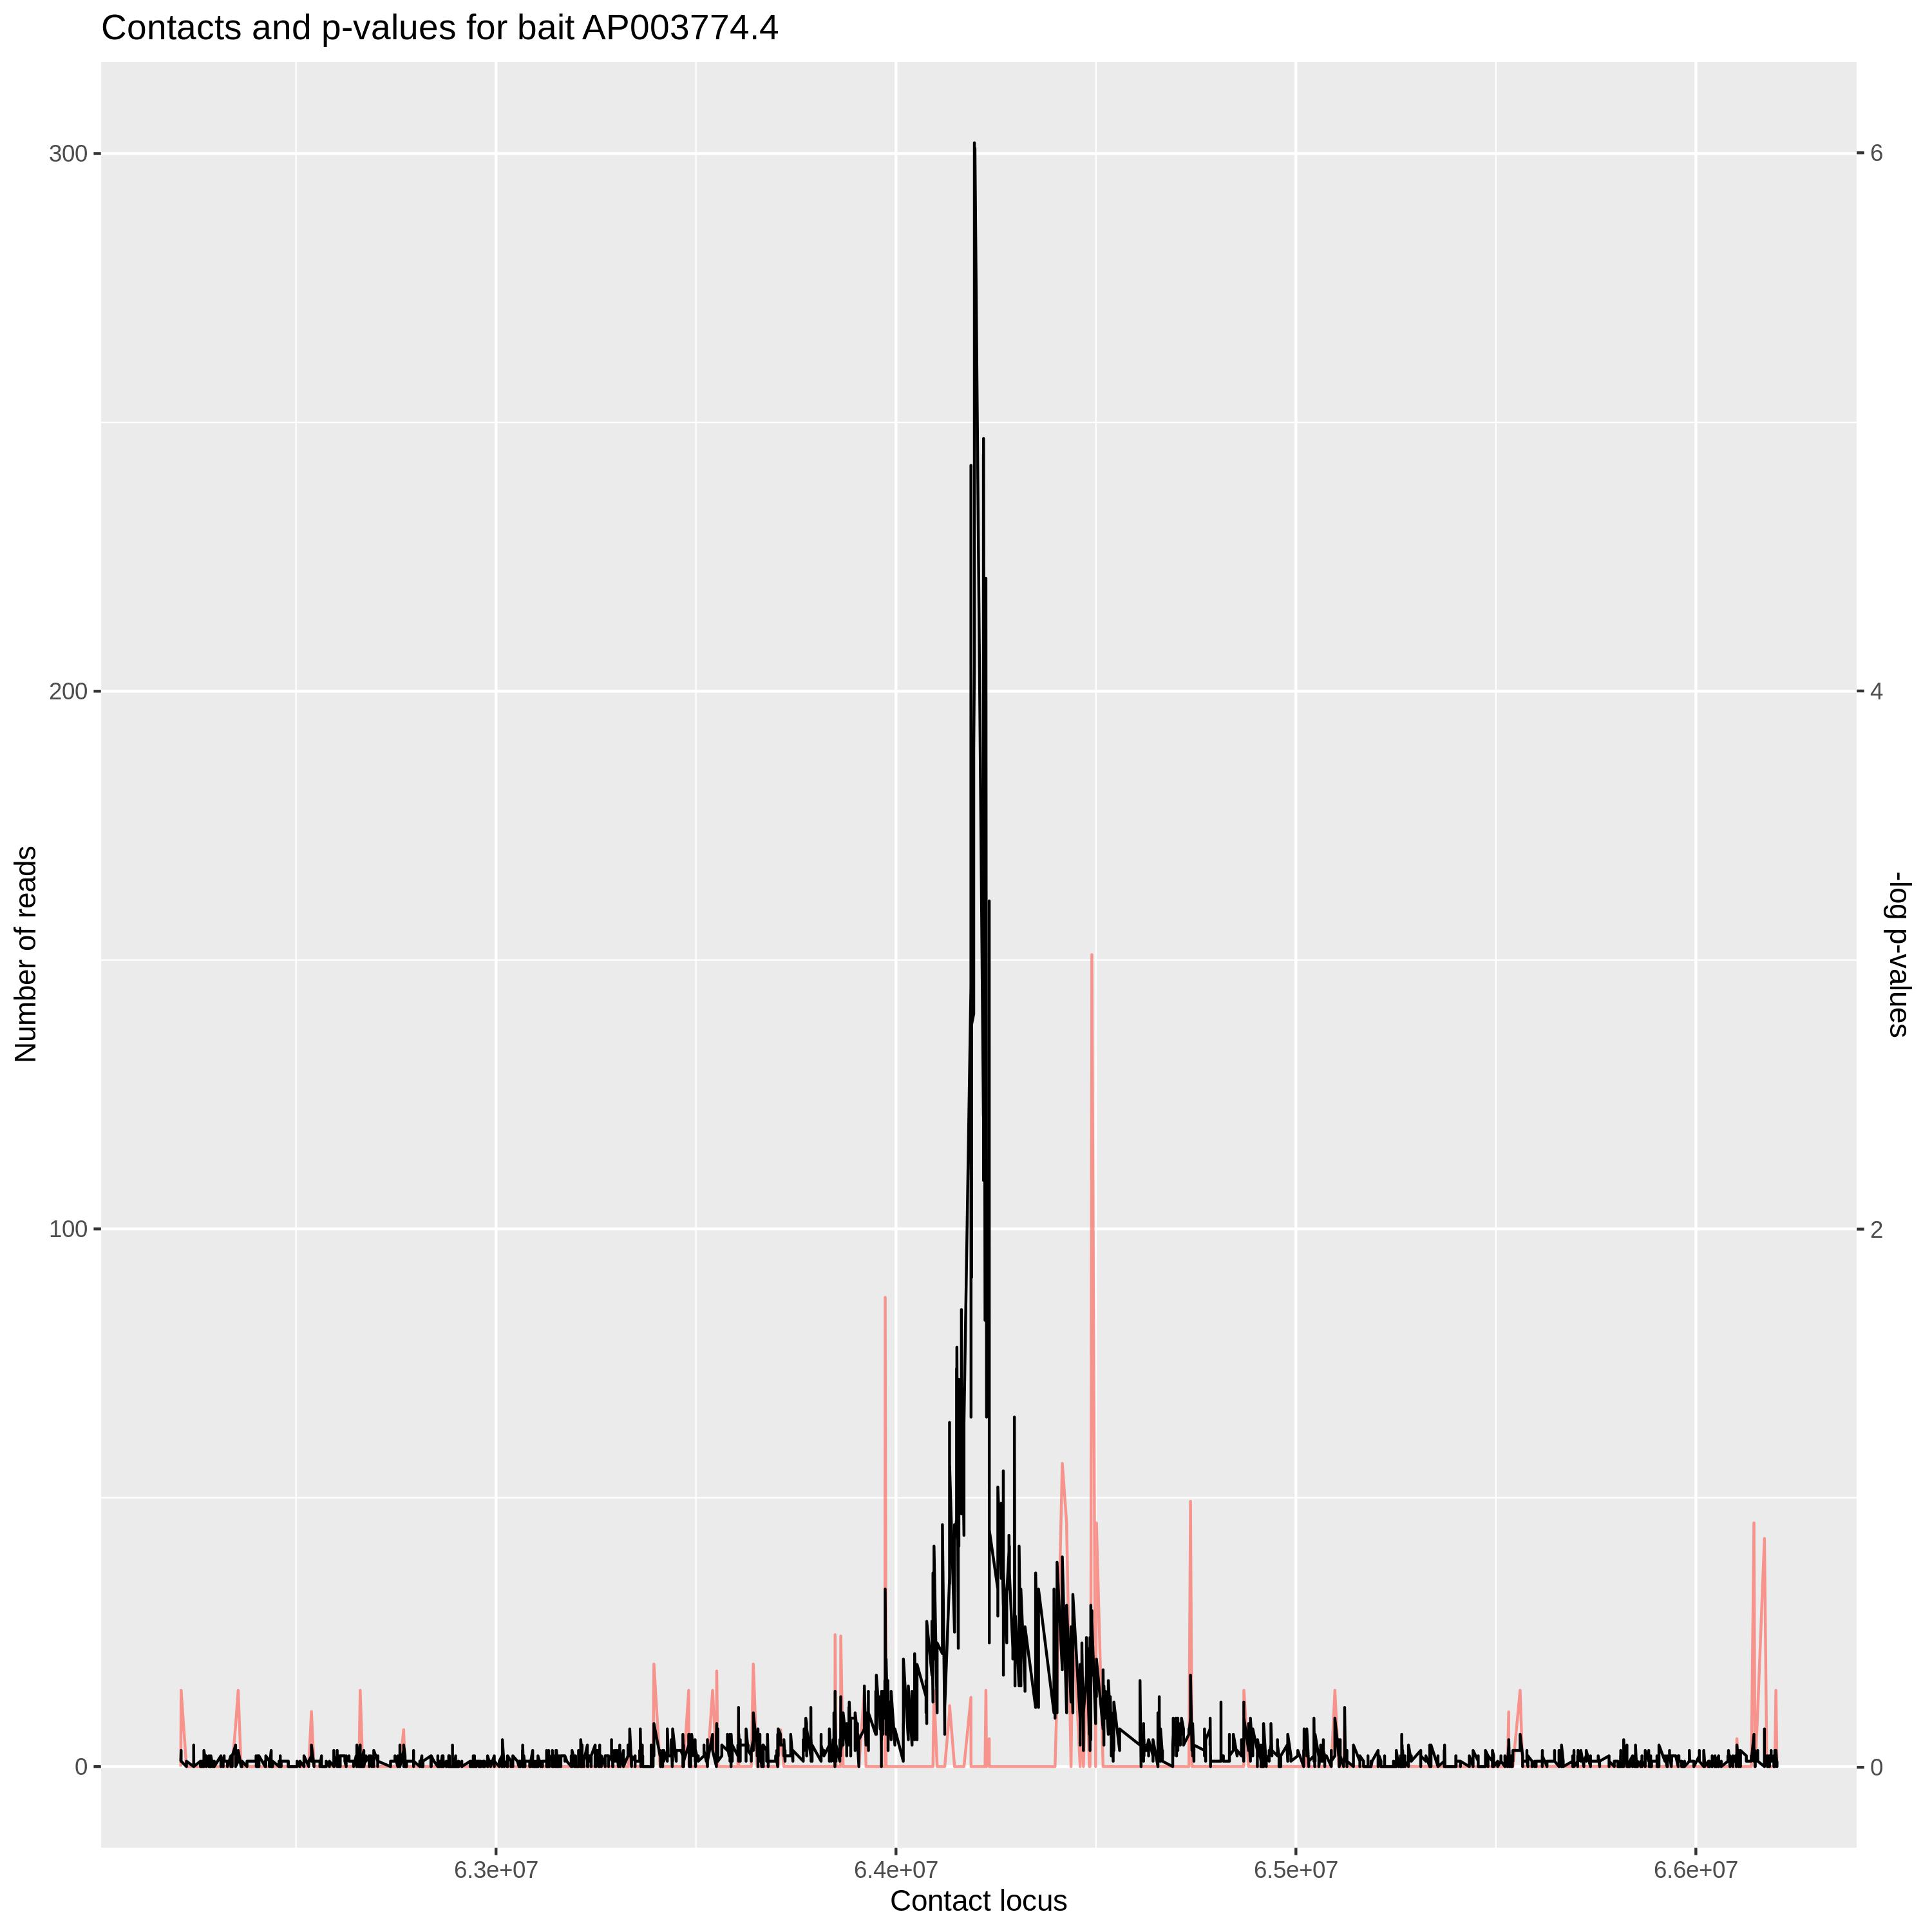 Contacts and p-values for bait AP003774.4
300
200
100
0
Number of reads
6
4
2
0
-log p-values
6.3e+07
6.4e+07
6.5e+07
6.6e+07
Contact locus